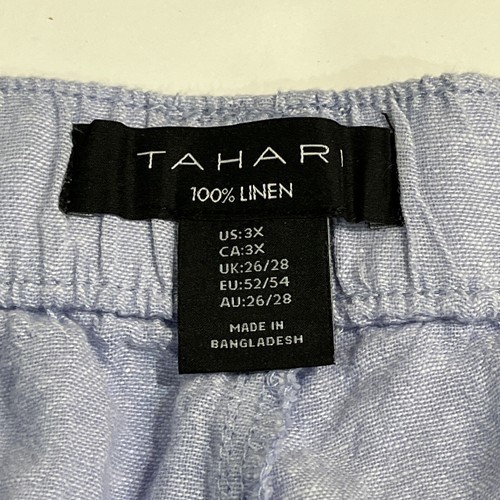 TAHARI
100% LINEN
US:3X
CA:3X
UK:26/28
EU:52/54
AU:26/28
MADE IN
BANGLADESH